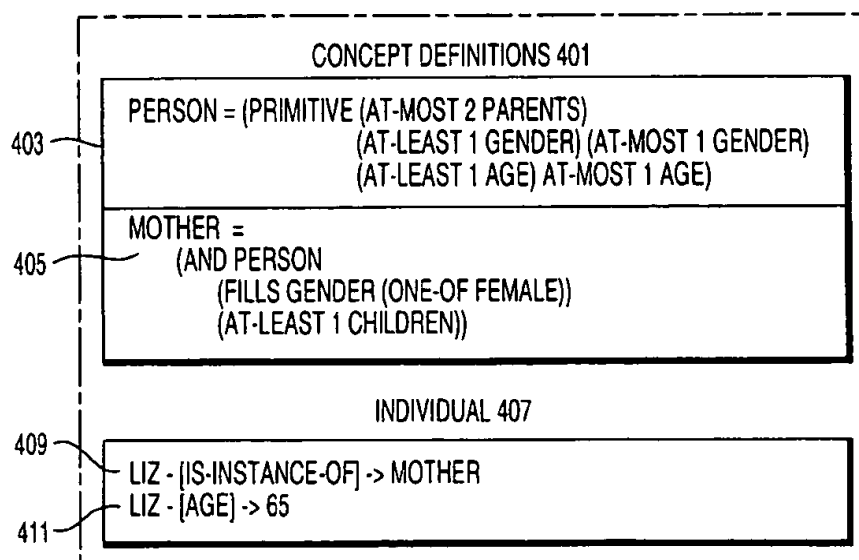 CONCEPT DEFINITIONS 401
403
PERSON = (PRIMITIVE (AT-MOST 2 PARENTS)
(AT-LEAST 1 GENDER) (AT-MOST 1 GENDER)
(AT-LEAST 1 AGE) AT-MOST 1 AGE)
405
MOTHER =
(AND PERSON
(FILLS GENDER (ONE-OF FEMALE))
(AT-LEAST 1 CHILDREN))
INDIVIDUAL 407
409
LIZ - [IS-INSTANCE-OF] -> MOTHER
LIZ - [AGE] -> 65
411